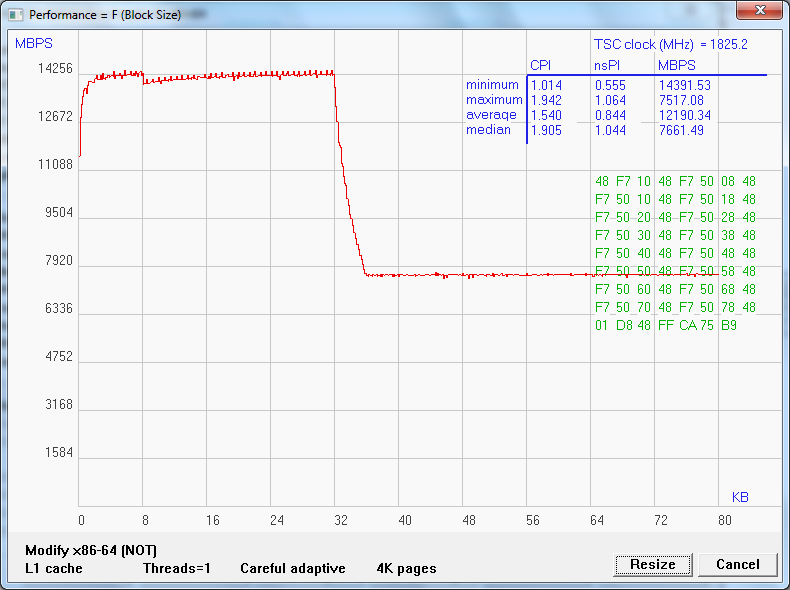 Performance = F (Block Size)
MBPS
TSC clock (MHz) = 1825.2
CPI nsPI MBPS
minimum 1.014 0.555 14391.53
maximum 1.942 1.064 7517.08
average 1.540 0.844 12190.34
median 1.905 1.044 7661.49
14256
12672
11088
9504
7920
6336
4752
3168
1584
48 F7 10 48 F7 50 08 48
F7 50 10 48 F7 50 18 48
F7 50 20 48 F7 50 28 48
F7 50 30 48 F7 50 38 48
F7 50 40 48 F7 50 48 48
F7 50 50 48 F7 50 58 48
F7 50 60 48 F7 50 68 48
F7 50 70 48 F7 50 78 48
01 D8 48 FF CA 75 B9
KB
0 8 16 24 32 40 48 56 64 72 80
Modify x86-64 (NOT)
L1 cache Threads=1 Careful adaptive 4K pages
Resize Cancel